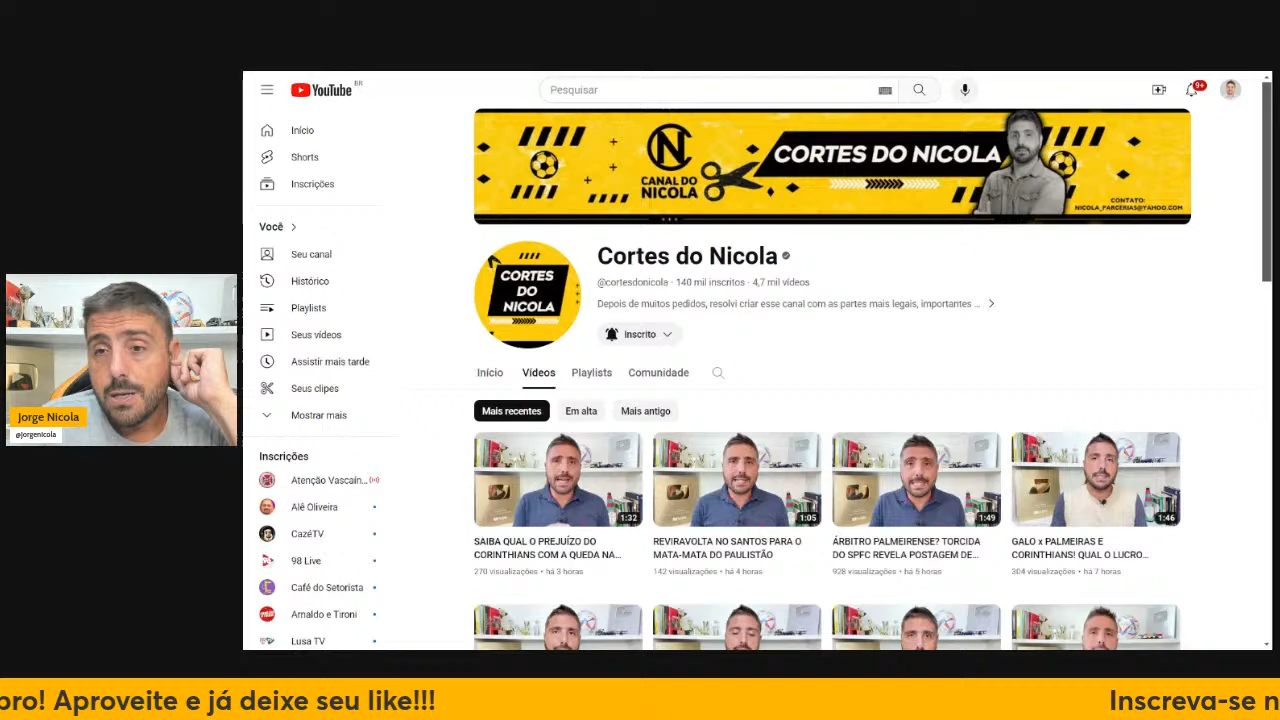 YouTube BR
Pesquisar
9+
Início
Shorts
Inscrições
Você
Seu canal
Histórico
Playlists
Seus vídeos
Assistir mais tarde
Seus clipes
Mostrar mais
Inscrições
Atenção Vascaín...
Alê Oliveira
CazéTV
98 Live
Café do Setorista
Arnaldo e Tironi
Lusa TV
CANAL DO
NICOLA
CORTES DO NICOLA
CONTATO:
NICOLA_PARCERIAS@YAHOO.COM
CORTES
DO
NICOLA
Cortes do Nicola
@cortesdonicola · 140 mil inscritos · 4,7 mil vídeos
Depois de muitos pedidos, resolvi criar esse canal com as partes mais legais, importantes ...
Inscrito
Início Vídeos Playlists Comunidade
Mais recentes Em alta Mais antigo
1:32
SAIBA QUAL O PREJUÍZO DO
CORINTHIANS COM A QUEDA NA...
270 visualizações • há 3 horas
1:05
REVIRAVOLTA NO SANTOS PARA O
MATA-MATA DO PAULISTÃO
142 visualizações • há 4 horas
1:49
ÁRBITRO PALMEIRENSE? TORCIDA
DO SPFC REVELA POSTAGEM DE...
928 visualizações • há 5 horas
1:46
GALO x PALMEIRAS E
CORINTHIANS! QUAL O LUCRO...
304 visualizações • há 7 horas
Jorge Nicola
@jorgenicola
pro! Aproveite e já deixe seu like!!!
Inscreva-se n